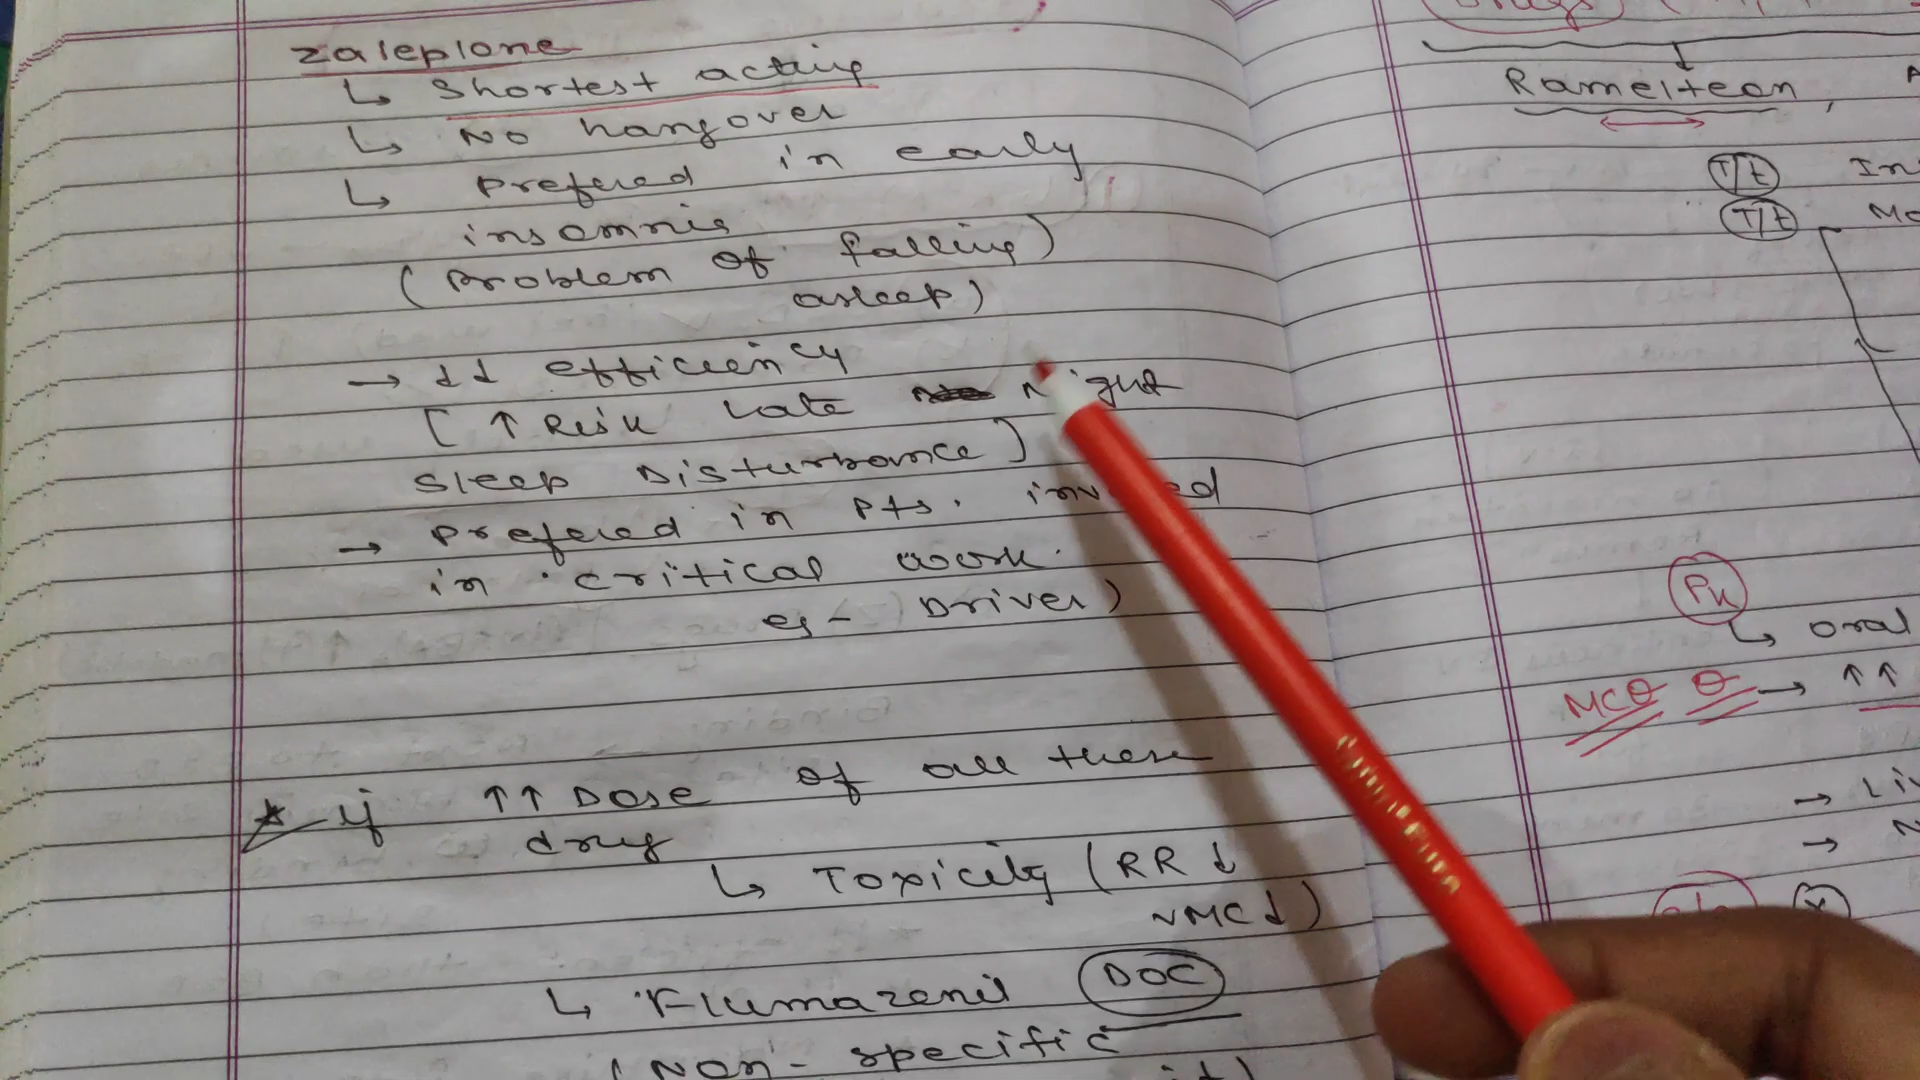 Zaleplone
↳ Shortest acting
↳ No hangover
↳ Prefered in early
insomnia
(Problem of falling)
asleep)
→ ↓↓ efficiency
[ ↑ Risk Late Night
Sleep Disturbance ]
→ Prefered in Pts.
in critical work.
eg - (Driver)
★ if ↑↑ Dose of all these
drug
↳ Toxicity (RR ↓
VMC ↓)
↳ Flumazenil DOC
(Non - specific
Ramelteon,
T/t
T/t
Pk
↳ oral
MCQ → ↑↑